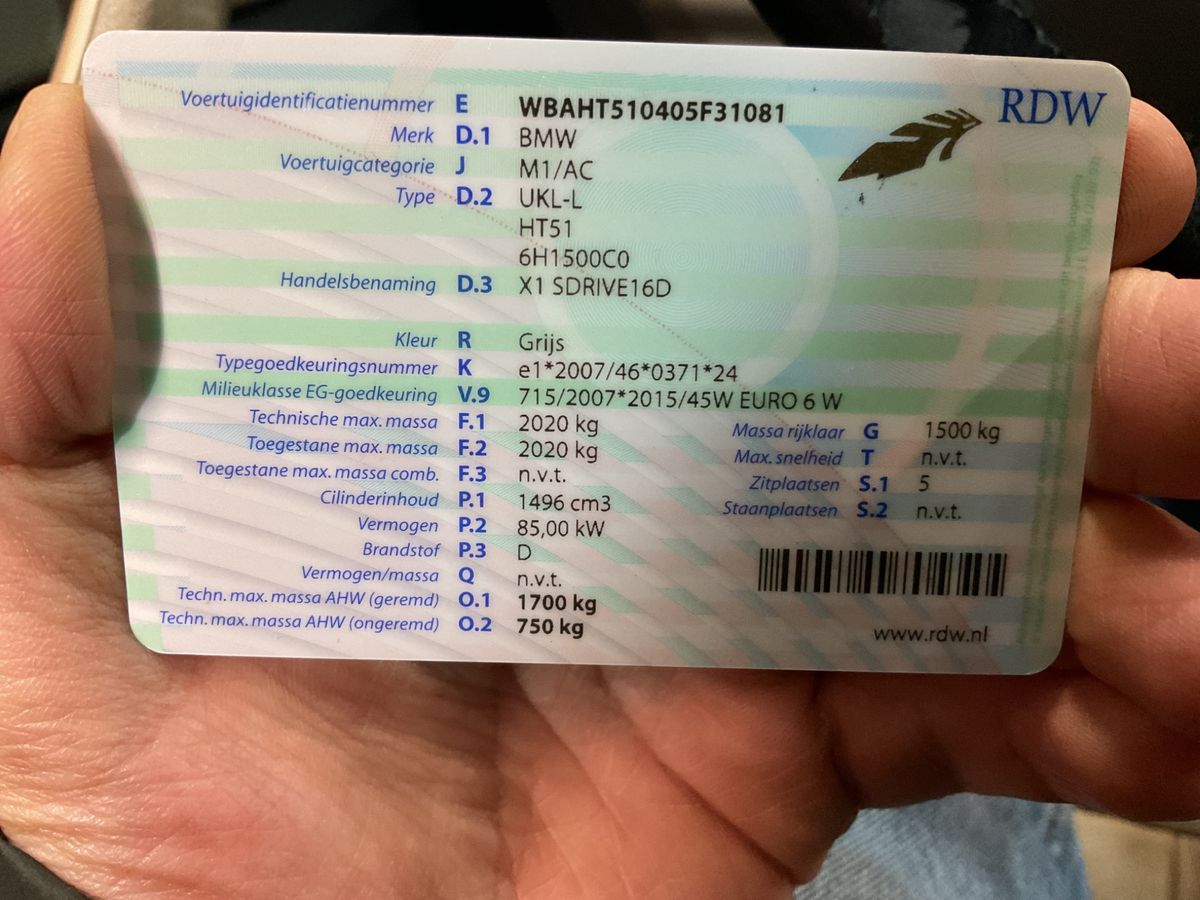 RDW
Voertuigidentificatienummer E WBAHT510405F31081
Merk D.1 BMW
Voertuigcategorie J M1/AC
Type D.2 UKL-L
HT51
6H1500C0
Handelsbenaming D.3 X1 SDRIVE16D
Kleur R Grijs
Typegoedkeuringsnummer K e1*2007/46*0371*24
Milieuklasse EG-goedkeuring V.9 715/2007*2015/45W EURO 6 W
Technische max. massa F.1 2020 kg
Toegestane max. massa F.2 2020 kg
Toegestane max. massa comb. F.3 n.v.t.
Cilinderinhoud P.1 1496 cm3
Vermogen P.2 85,00 kW
Brandstof P.3 D
Vermogen/massa Q n.v.t.
Techn. max. massa AHW (geremd) O.1 1700 kg
Techn. max. massa AHW (ongeremd) O.2 750 kg
Massa rijklaar G 1500 kg
Max. snelheid T n.v.t.
Zitplaatsen S.1 5
Staanplaatsen S.2 n.v.t.
www.rdw.nl